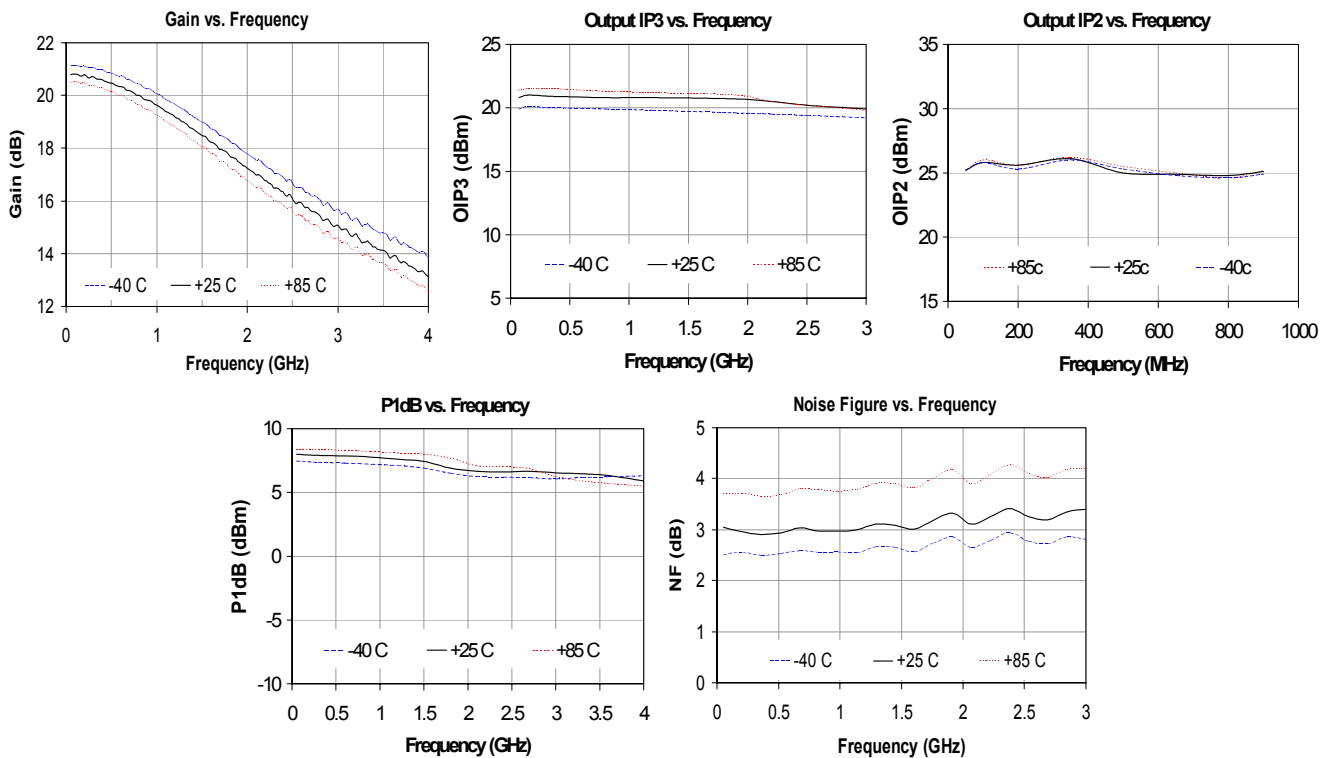 Gain vs. Frequency
22
20
18
16
14
12
Gain (dB)
-40 C +25 C +85 C
0 1 2 3 4
Frequency (GHz)
Output IP3 vs. Frequency
25
20
15
10
5
OIP3 (dBm)
-40 C +25 C +85 C
0 0.5 1 1.5 2 2.5 3
Frequency (GHz)
Output IP2 vs. Frequency
35
30
25
20
15
OIP2 (dBm)
+85c +25c -40c
0 200 400 600 800 1000
Frequency (MHz)
P1dB vs. Frequency
10
5
0
-5
-10
P1dB (dBm)
-40 C +25 C +85 C
0 0.5 1 1.5 2 2.5 3 3.5 4
Frequency (GHz)
Noise Figure vs. Frequency
5
4
3
2
1
0
NF (dB)
-40 C +25 C +85 C
0 0.5 1 1.5 2 2.5 3
Frequency (GHz)